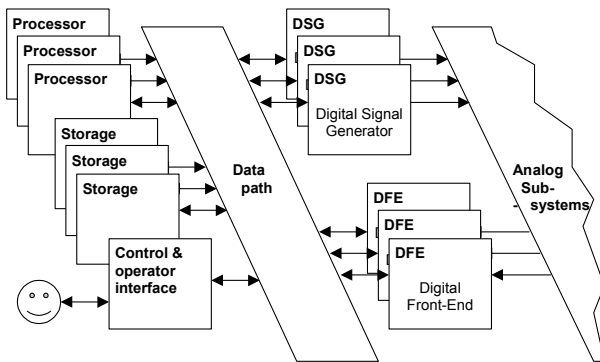 Processor
Processor
Processor
Storage
Storage
Storage
Control &
operator
interface
Data
path
DSG
DSG
DSG
Digital Signal
Generator
DFE
DFE
DFE
Digital
Front-End
Analog
Sub-
-systems